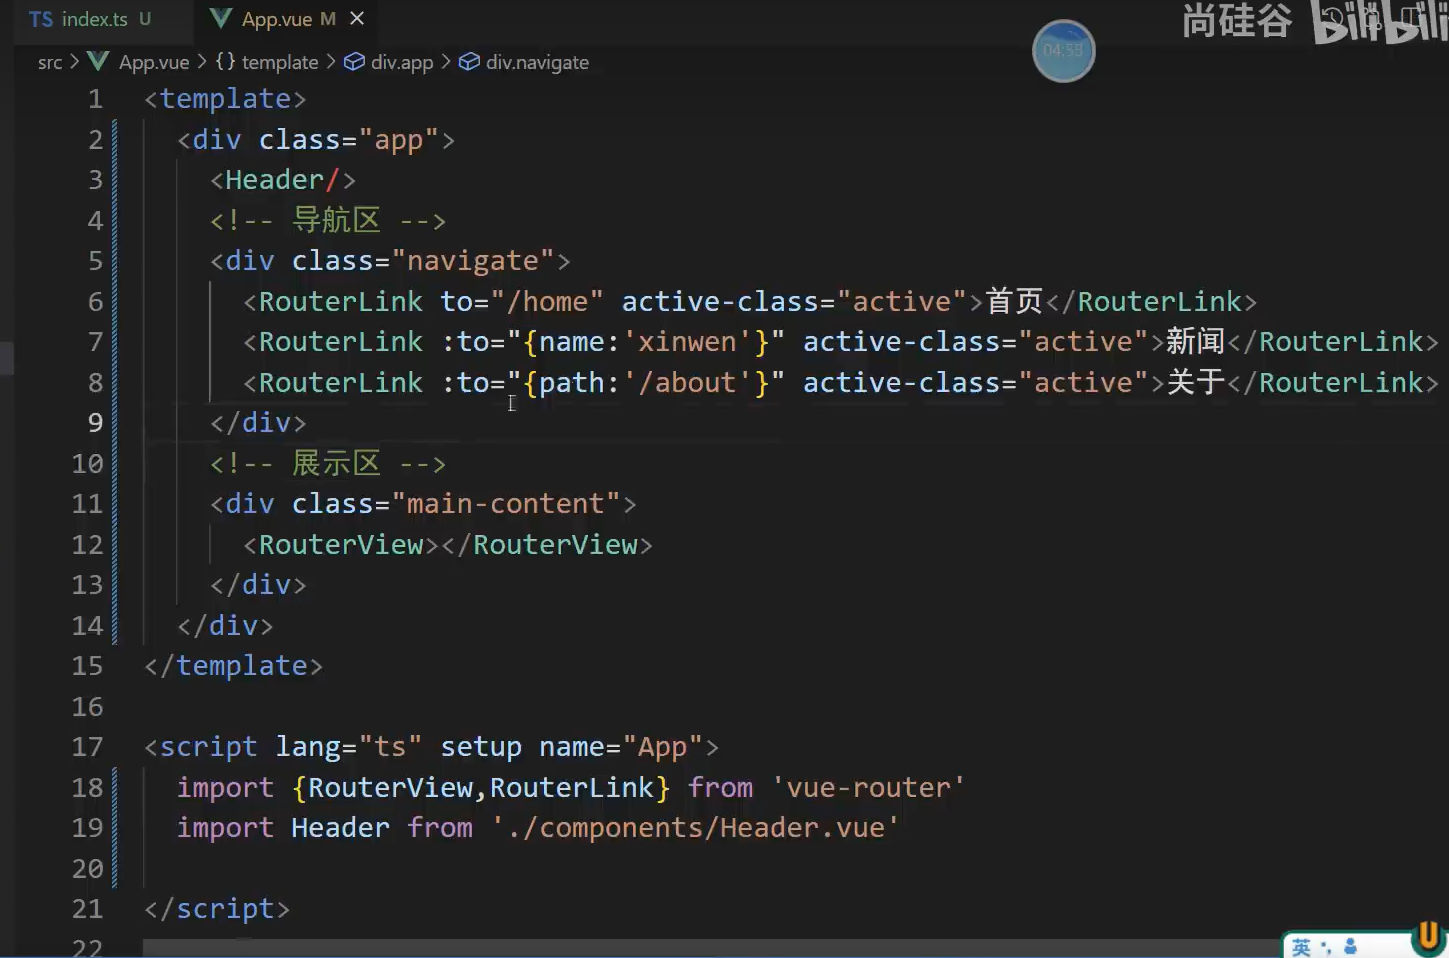 TS index.ts U App.vue M ×
尚硅谷 bilibili
04:53
src > App.vue > {} template > div.app > div.navigate
1 <template>
2 <div class="app">
3 <Header/>
4 <!-- 导航区 -->
5 <div class="navigate">
6 <RouterLink to="/home" active-class="active">首页</RouterLink>
7 <RouterLink :to="{name:'xinwen'}" active-class="active">新闻</RouterLink>
8 <RouterLink :to="{path:'/about'}" active-class="active">关于</RouterLink>
9 </div>
10 <!-- 展示区 -->
11 <div class="main-content">
12 <RouterView></RouterView>
13 </div>
14 </div>
15 </template>
16
17 <script lang="ts" setup name="App">
18 import {RouterView,RouterLink} from 'vue-router'
19 import Header from './components/Header.vue'
20
21 </script>
22
英